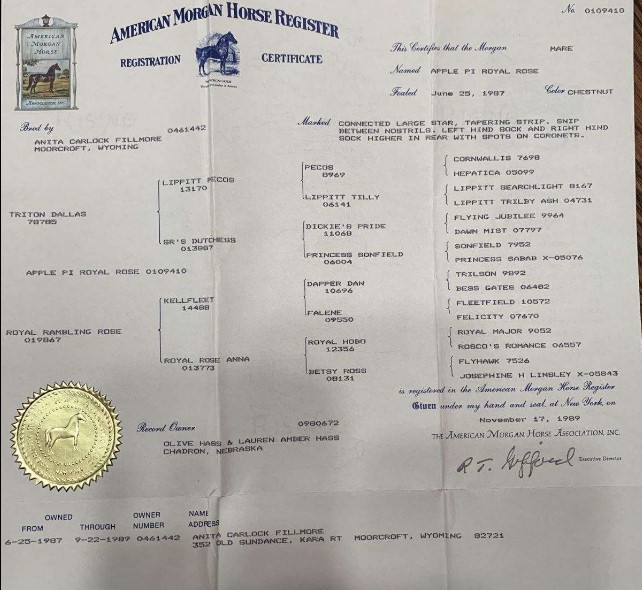 No. 0109410
AMERICAN MORGAN HORSE REGISTER
REGISTRATION CERTIFICATE
AMERICAN
MORGAN
HORSE
ASSOCIATION, INC.
This Certifies that the Morgan MARE
Named APPLE PI ROYAL ROSE
Foaled June 25, 1987 Color CHESTNUT
Bred by 0461442
ANITA CARLOCK FILLMORE
MOORCROFT, WYOMING
Marked CONNECTED LARGE STAR, TAPERING STRIP. SNIP
BETWEEN NOSTRILS. LEFT HIND SOCK AND RIGHT HIND
SOCK HIGHER IN REAR WITH SPOTS ON CORONETS.
TRITON DALLAS
78785
APPLE PI ROYAL ROSE 0109410
ROYAL RAMBLING ROSE
019867
LIPPITT PECOS
13170
SR'S DUTCHESS
013887
KELLFLEET
14488
ROYAL ROSE ANNA
013773
PECOS
8969
LIPPITT TILLY
06141
DICKIE'S PRIDE
11068
PRINCESS SONFIELD
06004
DAPPER DAN
10696
FALENE
09550
ROYAL HOBO
12356
BETSY ROSS
08131
CORNWALLIS 7698
HEPATICA 05099
LIPPITT SEARCHLIGHT 8167
LIPPITT TRILBY ASH 04731
FLYING JUBILEE 9964
DAWN MIST 07797
SONFIELD 7952
PRINCESS SABAB X-05076
TRILSON 9892
BESS GATES 06482
FLEETFIELD 10572
FELICITY 07670
ROYAL MAJOR 9052
ROSCO'S ROMANCE 06557
FLYHAWK 7526
JOSEPHINE H LINSLEY X-05843
is registered in the American Morgan Horse Register
Given under my hand and seal, at New York, on
November 17, 1989
THE AMERICAN MORGAN HORSE ASSOCIATION, INC.
R.T. Executive Director
Record Owner 0980672
OLIVE HASS & LAUREN AMBER HASS
CHADRON, NEBRASKA
OWNED OWNER NAME
FROM THROUGH NUMBER ADDRESS
6-25-1987 9-22-1989 0461442 ANITA CARLOCK FILLMORE
352 OLD SUNDANCE, KARA RT MOORCROFT, WYOMING 82721